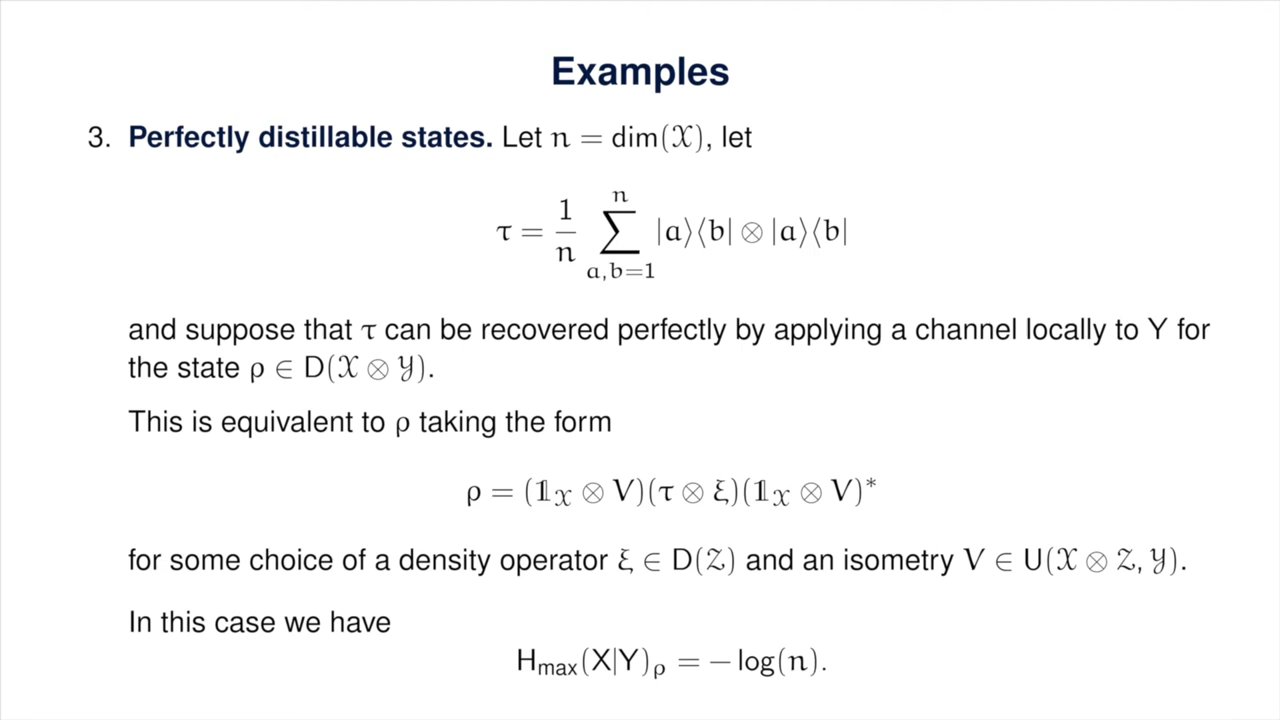 Examples
3. Perfectly distillable states. Let n = dim(𝒳), let
τ = 1/n ∑_{a,b=1}^{n} |a⟩⟨b| ⊗ |a⟩⟨b|
and suppose that τ can be recovered perfectly by applying a channel locally to Y for
the state ρ ∈ D(𝒳 ⊗ 𝒴).
This is equivalent to ρ taking the form
ρ = (𝟙_𝒳 ⊗ V)(τ ⊗ ξ)(𝟙_𝒳 ⊗ V)*
for some choice of a density operator ξ ∈ D(𝒵) and an isometry V ∈ U(𝒳 ⊗ 𝒵, 𝒴).
In this case we have
H_max(X|Y)_ρ = − log(n).